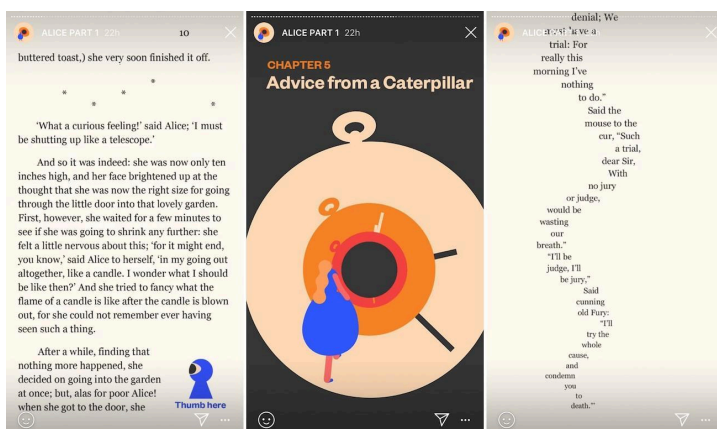 ALICE PART 1 22h
10
buttered toast,) she very soon finished it off.
* * * * *
‘What a curious feeling!’ said Alice; ‘I must
be shutting up like a telescope.’
And so it was indeed: she was now only ten
inches high, and her face brightened up at the
thought that she was now the right size for going
through the little door into that lovely garden.
First, however, she waited for a few minutes to
see if she was going to shrink any further: she
felt a little nervous about this; ‘for it might end,
you know,’ said Alice to herself, ‘in my going out
altogether, like a candle. I wonder what I should
be like then?’ And she tried to fancy what the
flame of a candle is like after the candle is blown
out, for she could not remember ever having
seen such a thing.
After a while, finding that
nothing more happened, she
decided on going into the garden
at once; but, alas for poor Alice!
when she got to the door, she
Thumb here
ALICE PART 1 22h
CHAPTER 5
Advice from a Caterpillar
denial; We
must have a
trial: For
really this
morning I’ve
nothing
to do.”
Said the
mouse to the
cur, “Such
a trial,
dear Sir,
With
no jury
or judge,
would be
wasting
our
breath.”
“I’ll be
judge, I’ll
be jury,”
Said
cunning
old Fury:
“I’ll
try the
whole
cause,
and
condemn
you
to
death.”’